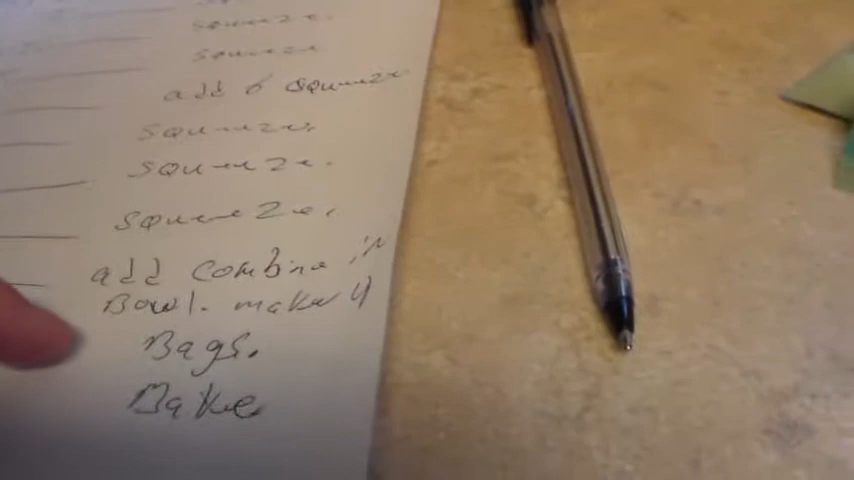 squeeze.
squeeze
add & squeeze
squeeze,
squeeze.
squeeze,
add combine in
Bowl. make 4
Bags.
Bake